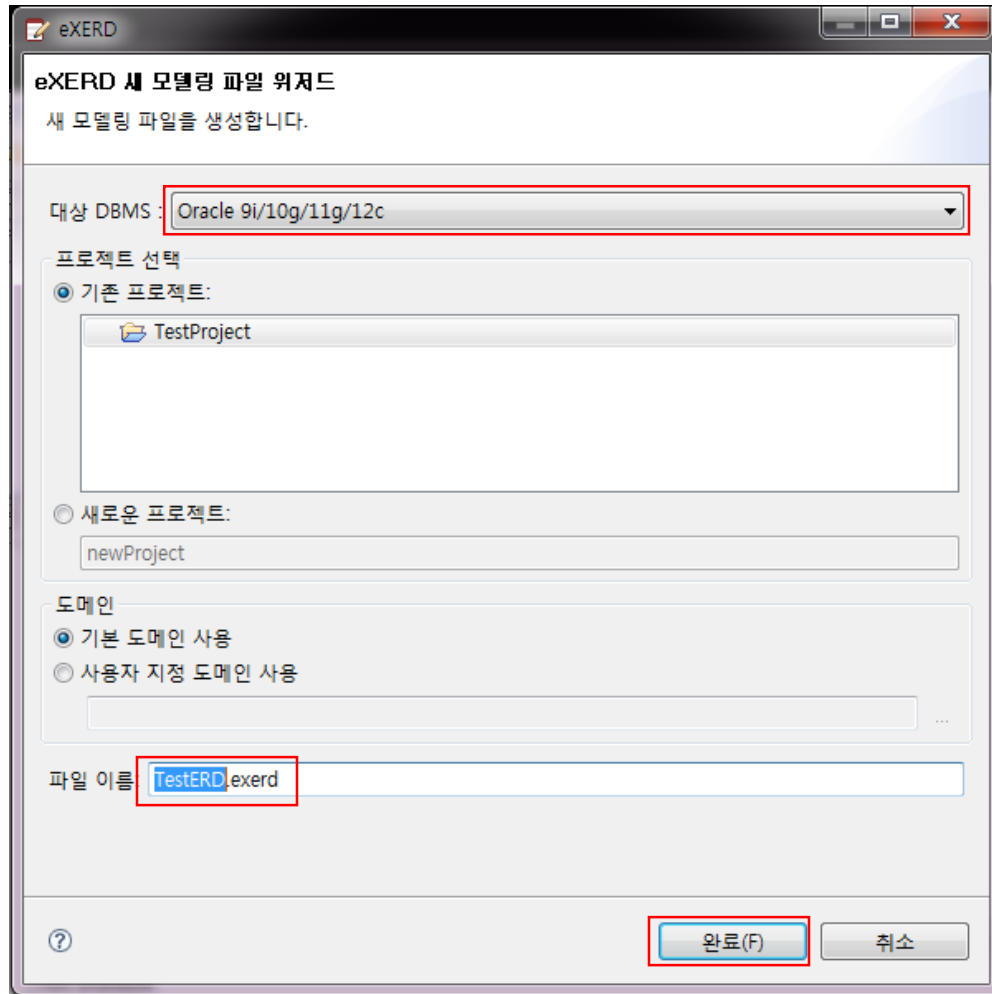 eXERD
eXERD 새 모델링 파일 위저드
새 모델링 파일을 생성합니다.
대상 DBMS : Oracle 9i/10g/11g/12c
프로젝트 선택
기존 프로젝트:
TestProject
새로운 프로젝트:
newProject
도메인
기본 도메인 사용
사용자 지정 도메인 사용
...
파일 이름: TestERD.exerd
완료(F) 취소